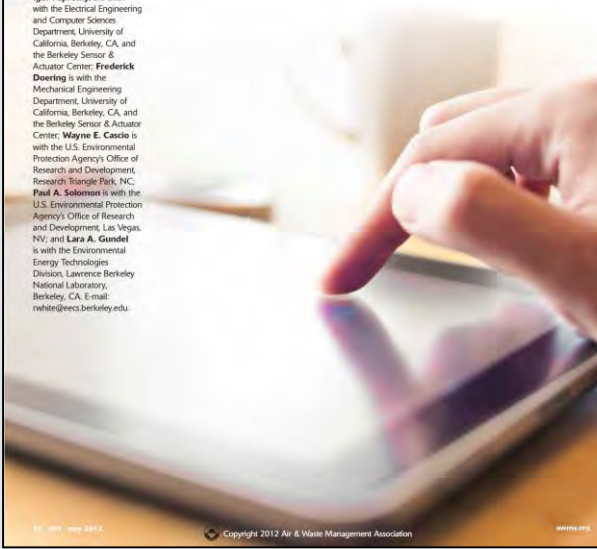 with the Electrical Engineering
and Computer Sciences
Department, University of
California, Berkeley, CA, and
the Berkeley Sensor &
Actuator Center; Frederick
Doering is with the
Mechanical Engineering
Department, University of
California, Berkeley, CA, and
the Berkeley Sensor & Actuator
Center; Wayne E. Cascio is
with the U.S. Environmental
Protection Agency's Office of
Research and Development,
Research Triangle Park, NC;
Paul A. Solomon is with the
U.S. Environmental Protection
Agency's Office of Research
and Development, Las Vegas,
NV; and Lara A. Gundel
is with the Environmental
Energy Technologies
Division, Lawrence Berkeley
National Laboratory,
Berkeley, CA. E-mail:
rwhite@eecs.berkeley.edu.
may 2012
Copyright 2012 Air & Waste Management Association
awma.org